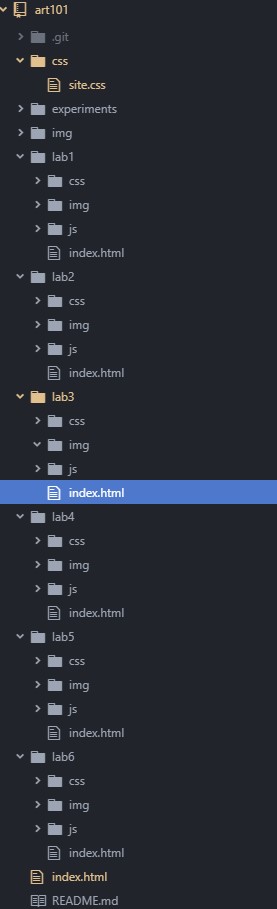 art101
.git
css
site.css
experiments
img
lab1
css
img
js
index.html
lab2
css
img
js
index.html
lab3
css
img
js
index.html
lab4
css
img
js
index.html
lab5
css
img
js
index.html
lab6
css
img
js
index.html
index.html
README.md